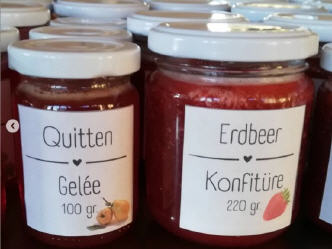 Quitten
Gelée
100 gr.
Erdbeer
Konfitüre
220 gr.